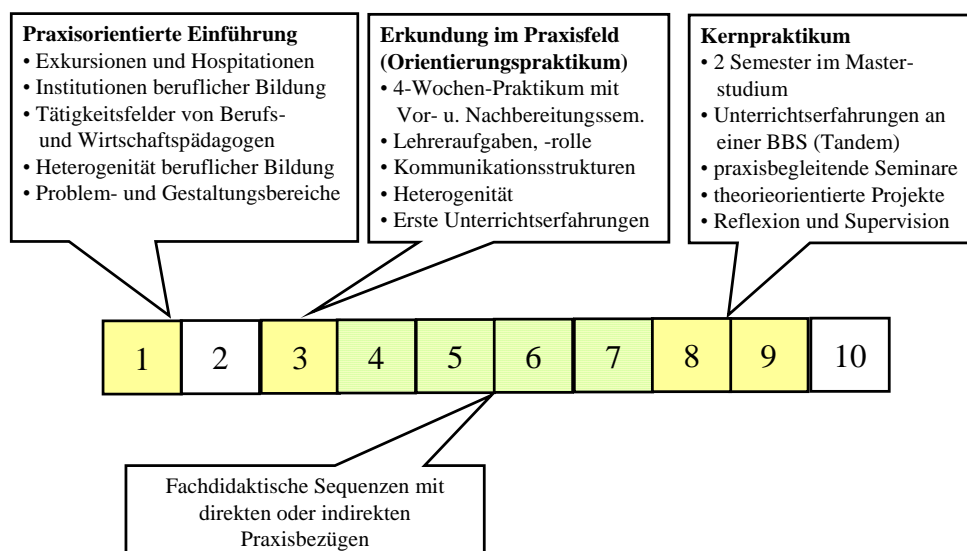 Praxisorientierte Einführung
• Exkursionen und Hospitationen
• Institutionen beruflicher Bildung
• Tätigkeitsfelder von Berufs-
und Wirtschaftspädagogen
• Heterogenität beruflicher Bildung
• Problem- und Gestaltungsbereiche
Erkundung im Praxisfeld
(Orientierungspraktikum)
• 4-Wochen-Praktikum mit
Vor- u. Nachbereitungssem.
• Lehreraufgaben, -rolle
• Kommunikationsstrukturen
• Heterogenität
• Erste Unterrichtserfahrungen
Kernpraktikum
• 2 Semester im Master-
studium
• Unterrichtserfahrungen an
einer BBS (Tandem)
• praxisbegleitende Seminare
• theorieorientierte Projekte
• Reflexion und Supervision
1 2 3 4 5 6 7 8 9 10
Fachdidaktische Sequenzen mit
direkten oder indirekten
Praxisbezügen